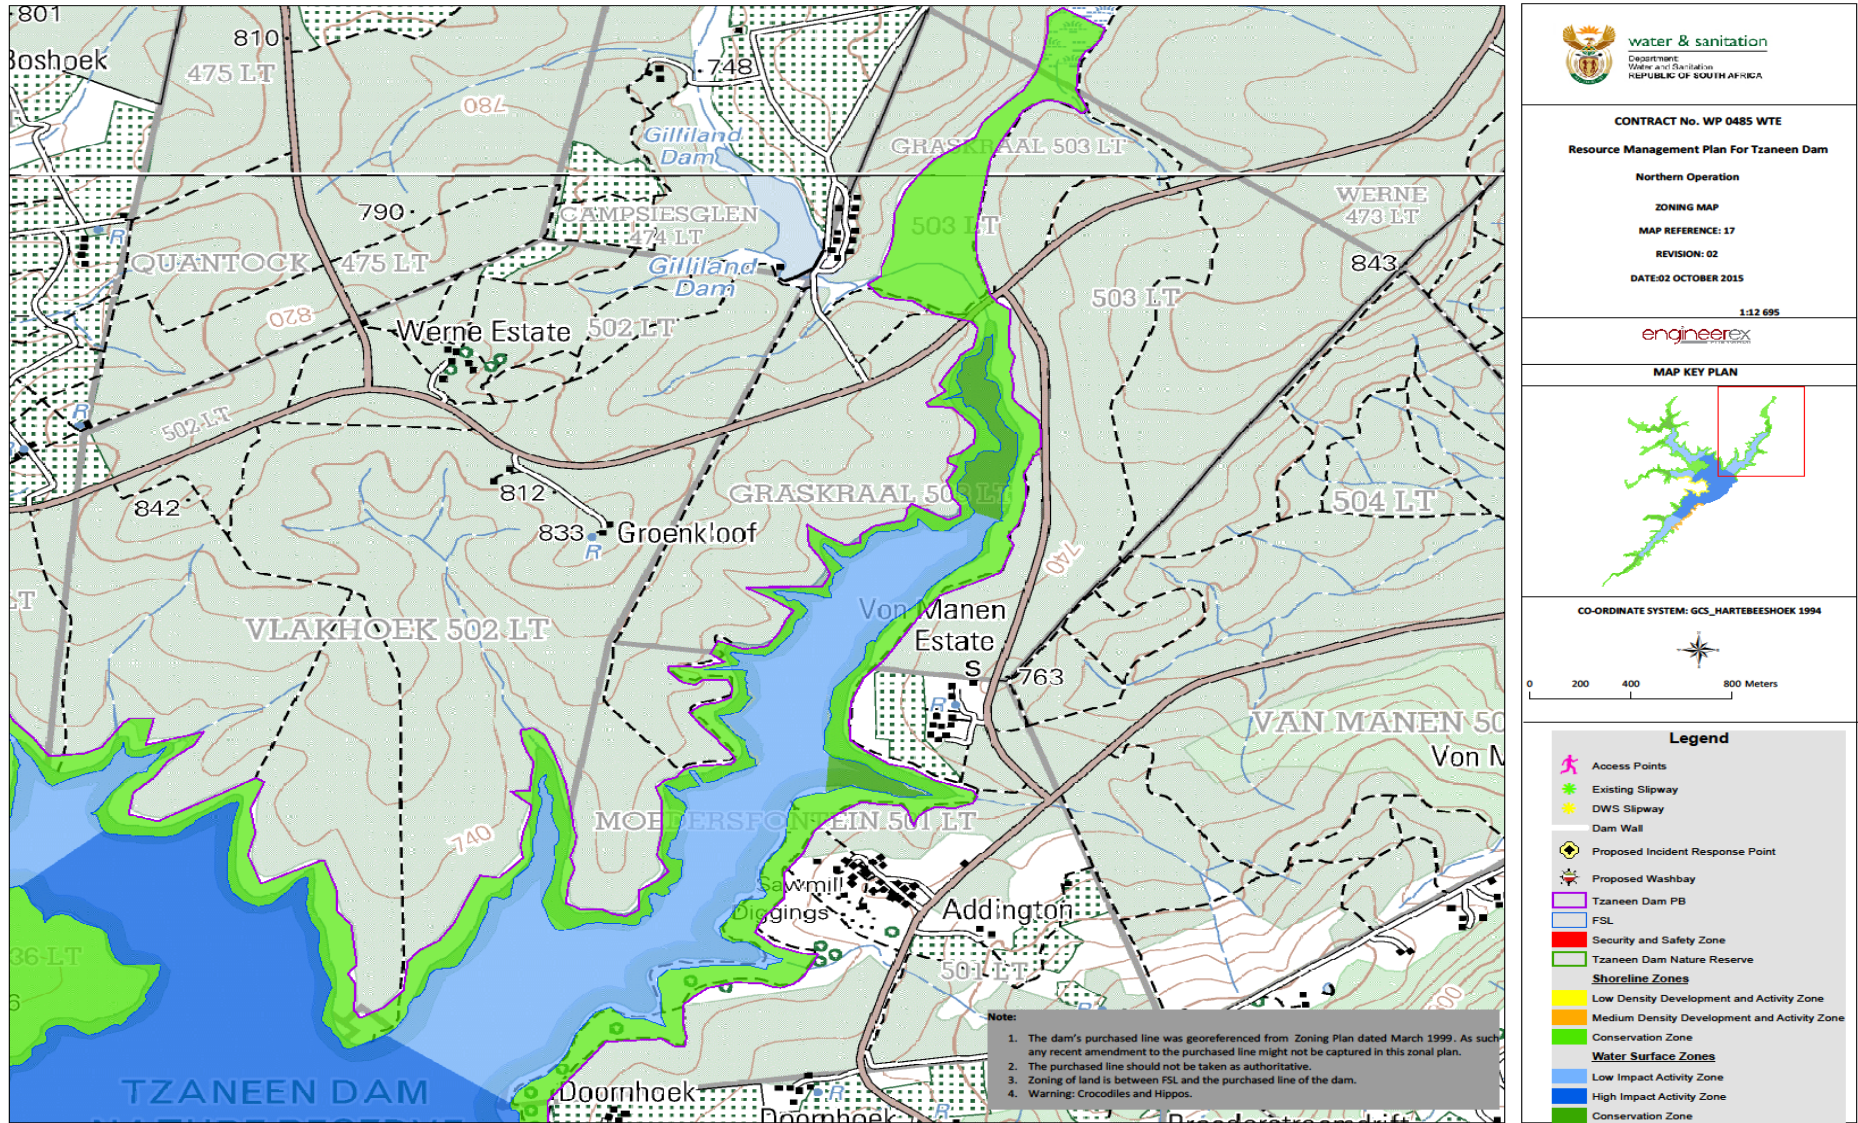 801
810
Boshoek
475 LT
748
780
Gilliland
Dam
GRASKRAAL 503 LT
WERNE
473 LT
790
CAMPSIESGLEN
474 LT
503 LT
R
QUANTOCK 475 LT
Gilliland
Dam
843
503 LT
820
Werne Estate
502 LT
R
502 LT
842
812
GRASKRAAL 503 LT
504 LT
833
R
Groenkloof
740
LT
VLAKHOEK 502 LT
Von Manen
Estate
S
763
R
VAN MANEN 50
Von M
MOEDERSFONTEIN 501 LT
740
Sawmill
Diggings
Addington
36 LT
6
501 LT
R
TZANEEN DAM
NATURE RESERVE
Doornhoek
Doornhoek
R
R
Note:
1. The dam's purchased line was georeferenced from Zoning Plan dated March 1999. As such
any recent amendment to the purchased line might not be captured in this zonal plan.
2. The purchased line should not be taken as authoritative.
3. Zoning of land is between FSL and the purchased line of the dam.
4. Warning: Crocodiles and Hippos.
water & sanitation
Department:
Water and Sanitation
REPUBLIC OF SOUTH AFRICA
CONTRACT No. WP 0485 WTE
Resource Management Plan For Tzaneen Dam
Northern Operation
ZONING MAP
MAP REFERENCE: 17
REVISION: 02
DATE:02 OCTOBER 2015
1:12 695
engineerex
MAP KEY PLAN
CO-ORDINATE SYSTEM: GCS_HARTEBEESHOEK 1994
0 200 400 800 Meters
Legend
Access Points
Existing Slipway
DWS Slipway
Dam Wall
Proposed Incident Response Point
Proposed Washbay
Tzaneen Dam PB
FSL
Security and Safety Zone
Tzaneen Dam Nature Reserve
Shoreline Zones
Low Density Development and Activity Zone
Medium Density Development and Activity Zone
Conservation Zone
Water Surface Zones
Low Impact Activity Zone
High Impact Activity Zone
Conservation Zone